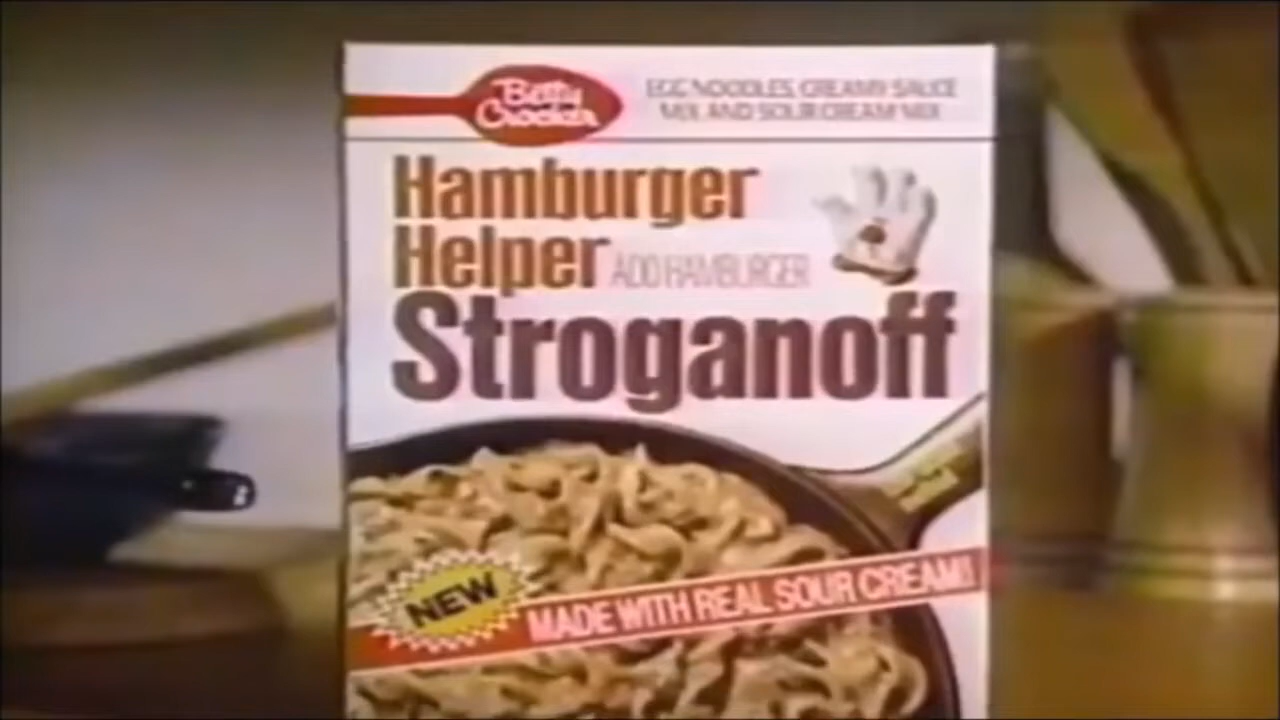 Betty
Crocker
EGG NOODLES, CREAMY SAUCE
MIX AND SOUR CREAM MIX
Hamburger
Helper ADD HAMBURGER
Stroganoff
NEW
MADE WITH REAL SOUR CREAM!